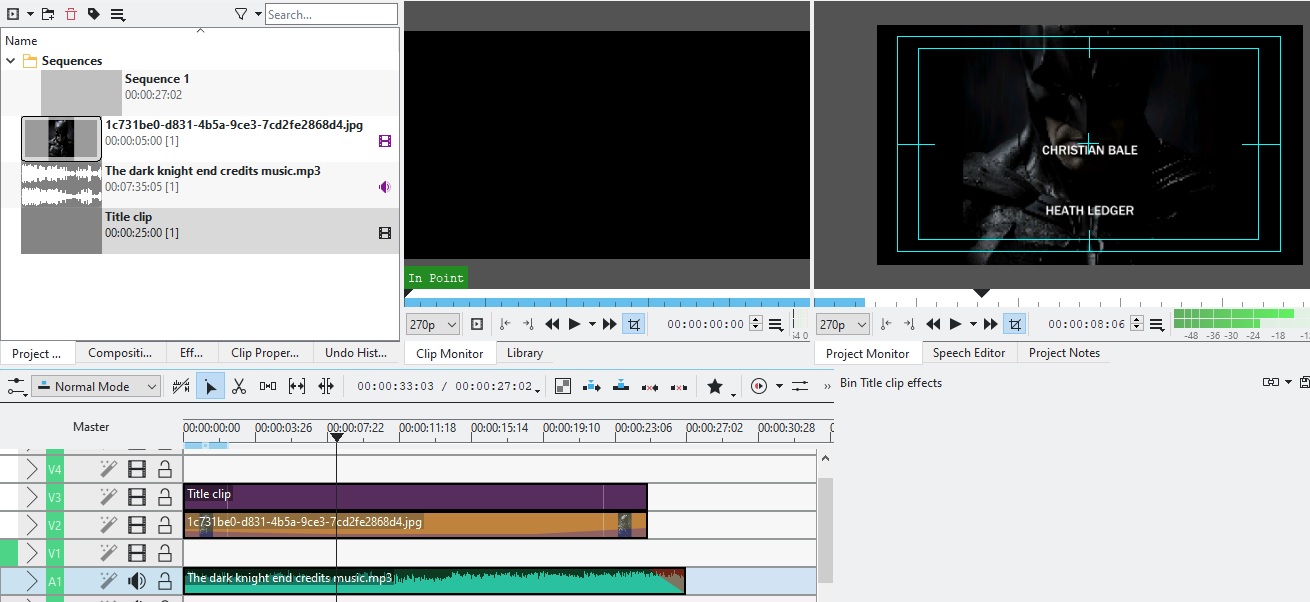 Search...
Name
Sequences
Sequence 1
00:00:27:02
1c731be0-d831-4b5a-9ce3-7cd2fe2868d4.jpg
00:00:05:00 [1]
The dark knight end credits music.mp3
00:07:35:05 [1]
Title clip
00:00:25:00 [1]
Project ...
Compositi...
Eff...
Clip Proper...
Undo Hist...
In Point
270p
00:00:00:00
Clip Monitor
Library
CHRISTIAN BALE
HEATH LEDGER
270p
00:00:08:06
-48 -36 -30 -24 -18
Project Monitor
Speech Editor
Project Notes
Normal Mode
00:00:33:03 / 00:00:27:02
Bin Title clip effects
Master
00:00:00:00 00:00:03:26 00:00:07:22 00:00:11:18 00:00:15:14 00:00:19:10 00:00:23:06 00:00:27:02 00:00:30:28
V4
V3
Title clip
V2
1c731be0-d831-4b5a-9ce3-7cd2fe2868d4.jpg
V1
A1
The dark knight end credits music.mp3